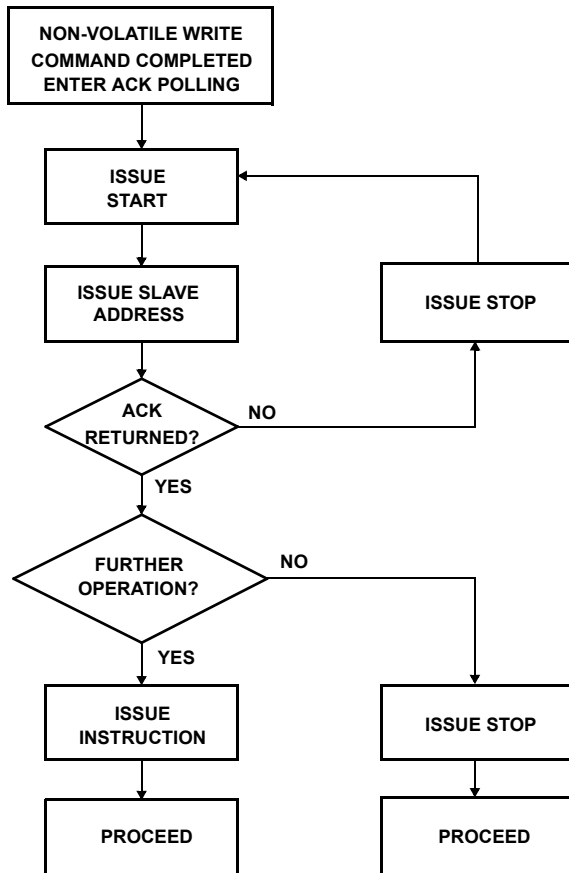 NON-VOLATILE WRITE
COMMAND COMPLETED
ENTER ACK POLLING
ISSUE
START
ISSUE SLAVE
ADDRESS
ISSUE STOP
ACK
RETURNED?
NO
YES
FURTHER
OPERATION?
NO
YES
ISSUE
INSTRUCTION
ISSUE STOP
PROCEED
PROCEED